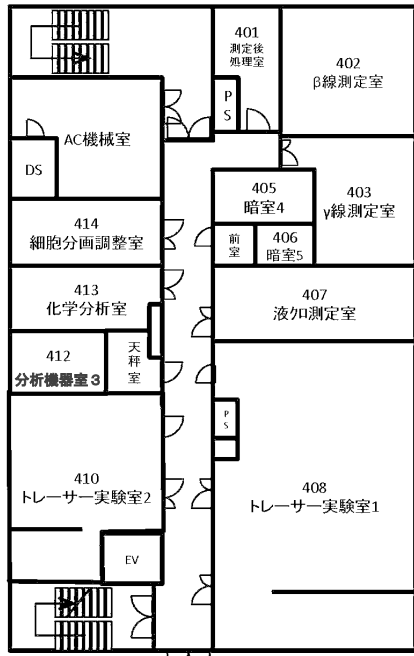 401
測定後
処理室
402
β線測定室
PS
AC機械室
DS
405
暗室4
403
γ線測定室
414
細胞分画調整室
前室
406
暗室5
413
化学分析室
407
液クロ測定室
412
分析機器室３
天秤室
PS
410
トレーサー実験室2
408
トレーサー実験室1
EV